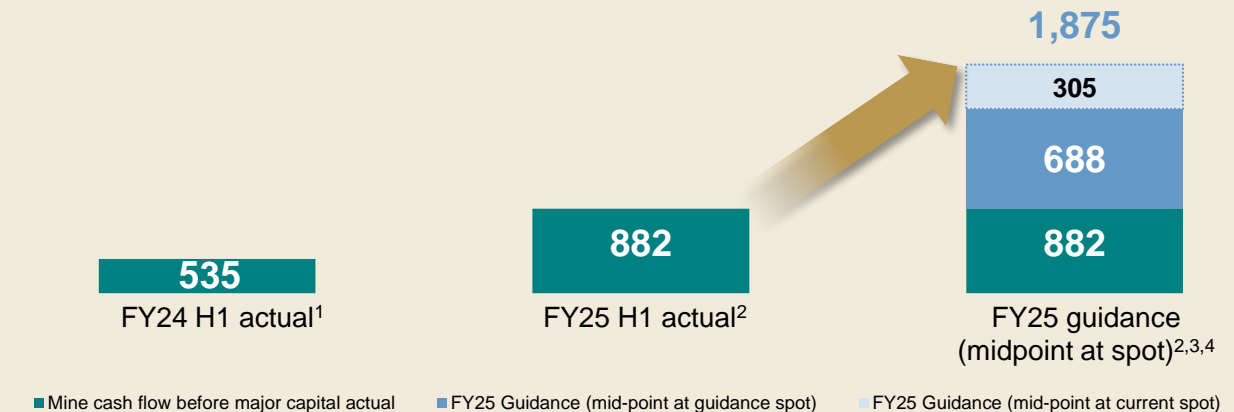 1,875
305
688
882
882
535
FY24 H1 actual1
FY25 H1 actual2
FY25 guidance
(midpoint at spot)2,3,4
Mine cash flow before major capital actual
FY25 Guidance (mid-point at guidance spot)
FY25 Guidance (mid-point at current spot)